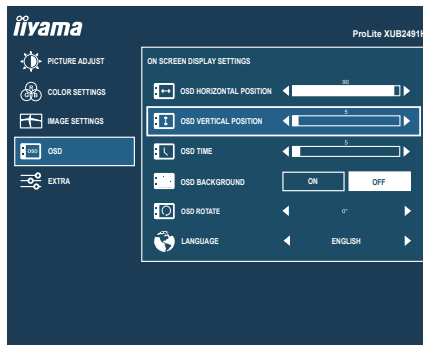 iiyama
ProLite XUB2491H
PICTURE ADJUST
COLOR SETTINGS
IMAGE SETTINGS
OSD OSD
EXTRA
ON SCREEN DISPLAY SETTINGS
OSD HORIZONTAL POSITION 90
OSD VERTICAL POSITION 5
OSD TIME 5
OSD BACKGROUND ON OFF
OSD ROTATE 0°
LANGUAGE ENGLISH